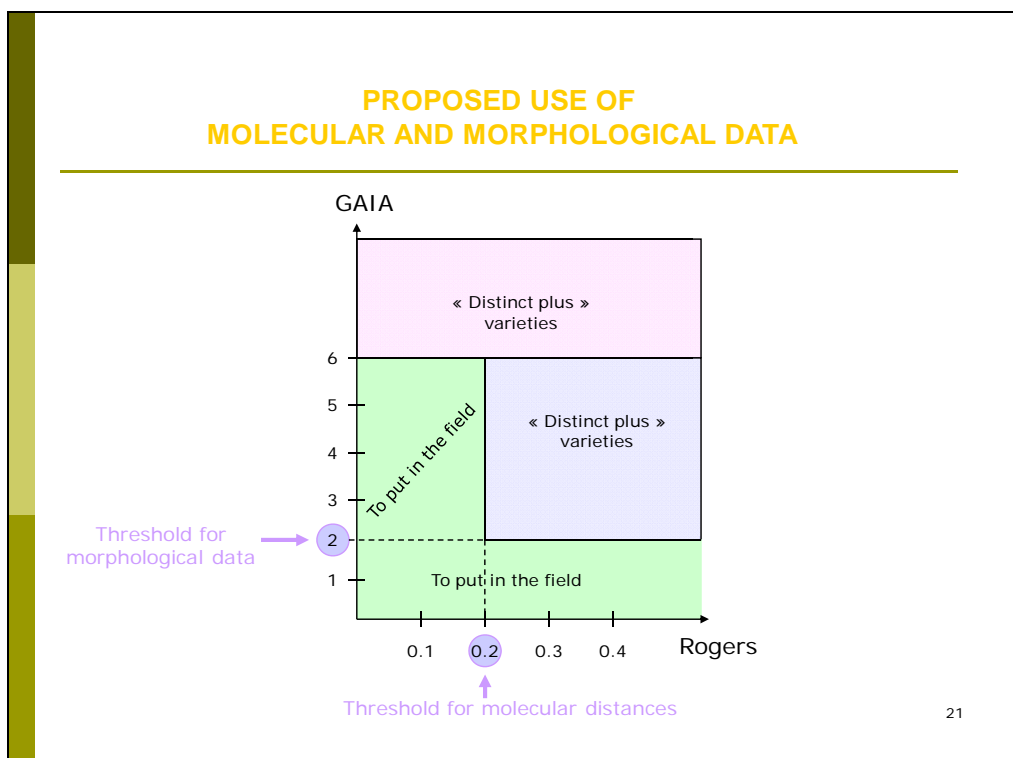 PROPOSED USE OF
MOLECULAR AND MORPHOLOGICAL DATA
GAIA
« Distinct plus »
varieties
6
5
4
3
2
1
« Distinct plus »
varieties
To put in the field
Threshold for
morphological data
To put in the field
0.1
0.2
0.3
0.4
Rogers
Threshold for molecular distances
21